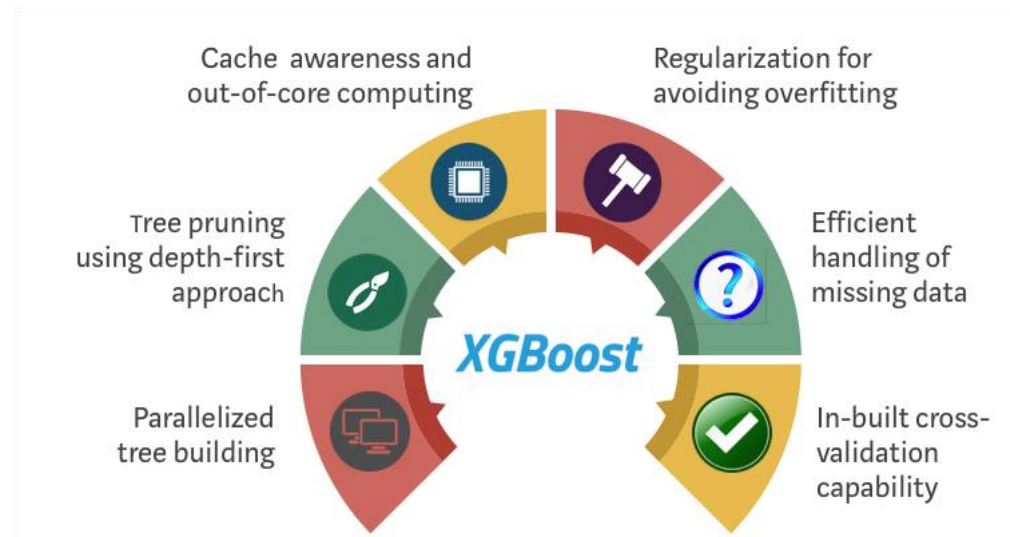 Cache awareness and
out-of-core computing
Regularization for
avoiding overfitting
Tree pruning
using depth-first
approach
Efficient
handling of
missing data
XGBoost
Parallelized
tree building
In-built cross-
validation
capability